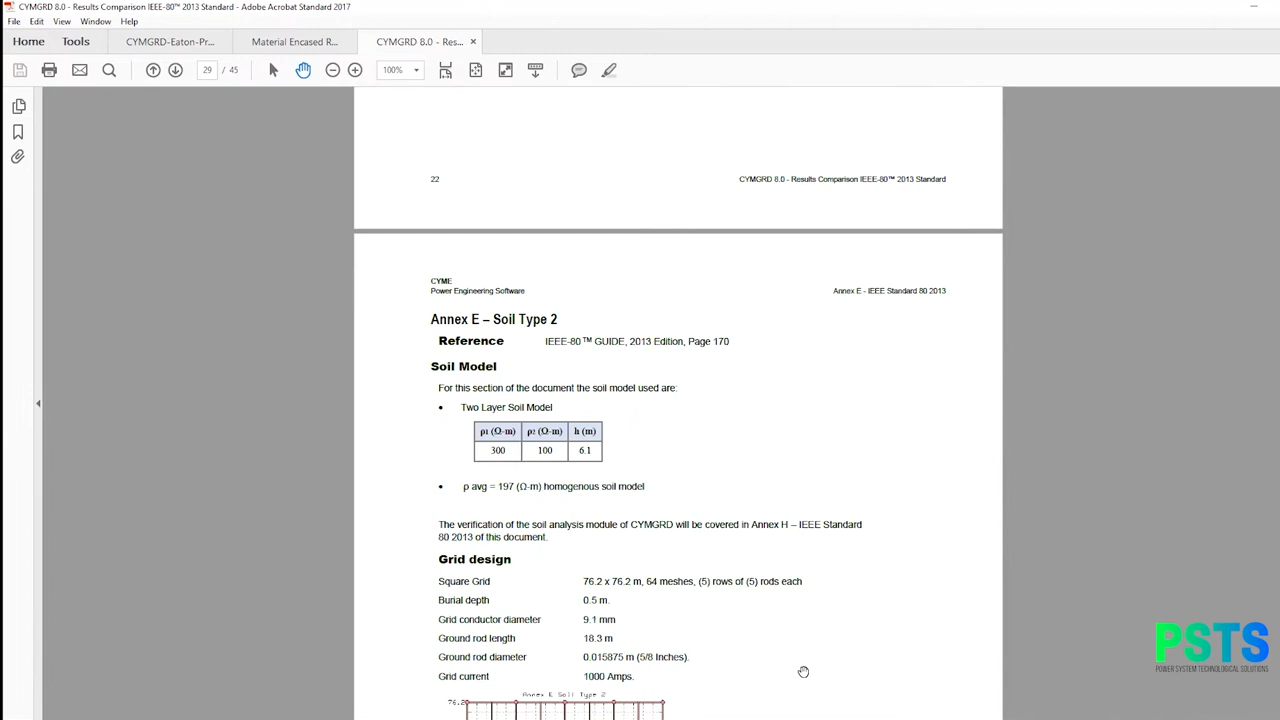 CYMGRD 8.0 - Results Comparison IEEE-80™ 2013 Standard.pdf - Adobe Acrobat Standard 2017
File Edit View Window Help
Home Tools CYMGRD-Eaton-Pr... Material Encased R... CYMGRD 8.0 - Res... ×
29 / 45 100%
22 CYMGRD 8.0 - Results Comparison IEEE-80™ 2013 Standard
CYME
Power Engineering Software Annex E - IEEE Standard 80 2013
Annex E – Soil Type 2
Reference IEEE-80™ GUIDE, 2013 Edition, Page 170
Soil Model
For this section of the document the soil model used are:
• Two Layer Soil Model
ρ1 (Ω-m) ρ2 (Ω-m) h (m)
300 100 6.1
• ρ avg = 197 (Ω-m) homogenous soil model
The verification of the soil analysis module of CYMGRD will be covered in Annex H – IEEE Standard
80 2013 of this document.
Grid design
Square Grid 76.2 x 76.2 m, 64 meshes, (5) rows of (5) rods each
Burial depth 0.5 m.
Grid conductor diameter 9.1 mm
Ground rod length 18.3 m
Ground rod diameter 0.015875 m (5/8 Inches).
Grid current 1000 Amps.
Annex E Soil Type 2
76.2
PSTS
POWER SYSTEM TECHNOLOGICAL SOLUTIONS